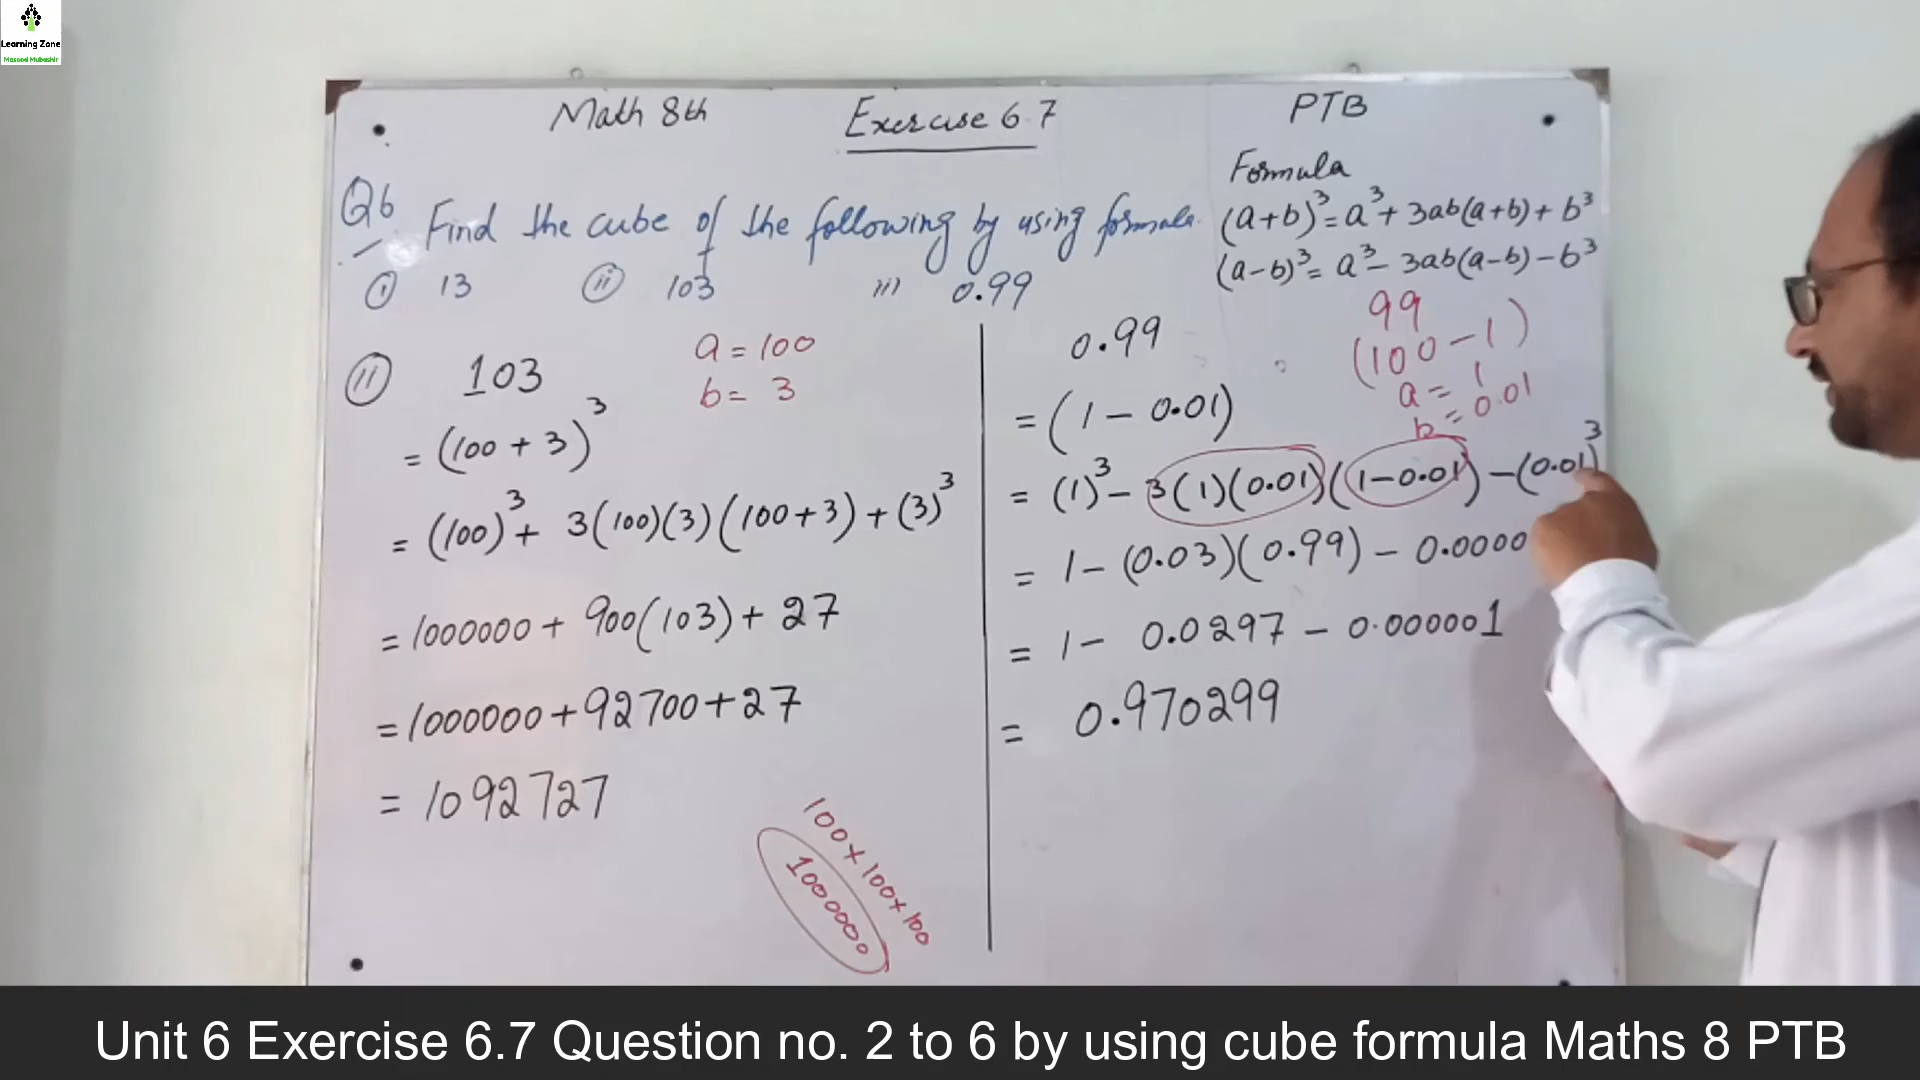 Learning Zone
Masood Mubashir
Math 8th Exercise 6.7 PTB
Formula
(a+b)³ = a³ + 3ab(a+b) + b³
(a-b)³ = a³ - 3ab(a-b) - b³
Q6 Find the cube of the following by using formula.
(i) 13 (ii) 103 iii) 0.99
(ii) 103
a = 100
b = 3
= (100 + 3)³
= (100)³ + 3(100)(3)(100+3) + (3)³
= 1000000 + 900(103) + 27
= 1000000 + 92700 + 27
= 1092727
100 × 100 × 100
1000000
0.99
99
(100 - 1)
a = 1
b = 0.01
= (1 - 0.01)
= (1)³ - 3(1)(0.01)(1-0.01) - (0.01)³
= 1 - (0.03)(0.99) - 0.0000
= 1 - 0.0297 - 0.000001
= 0.970299
Unit 6 Exercise 6.7 Question no. 2 to 6 by using cube formula Maths 8 PTB